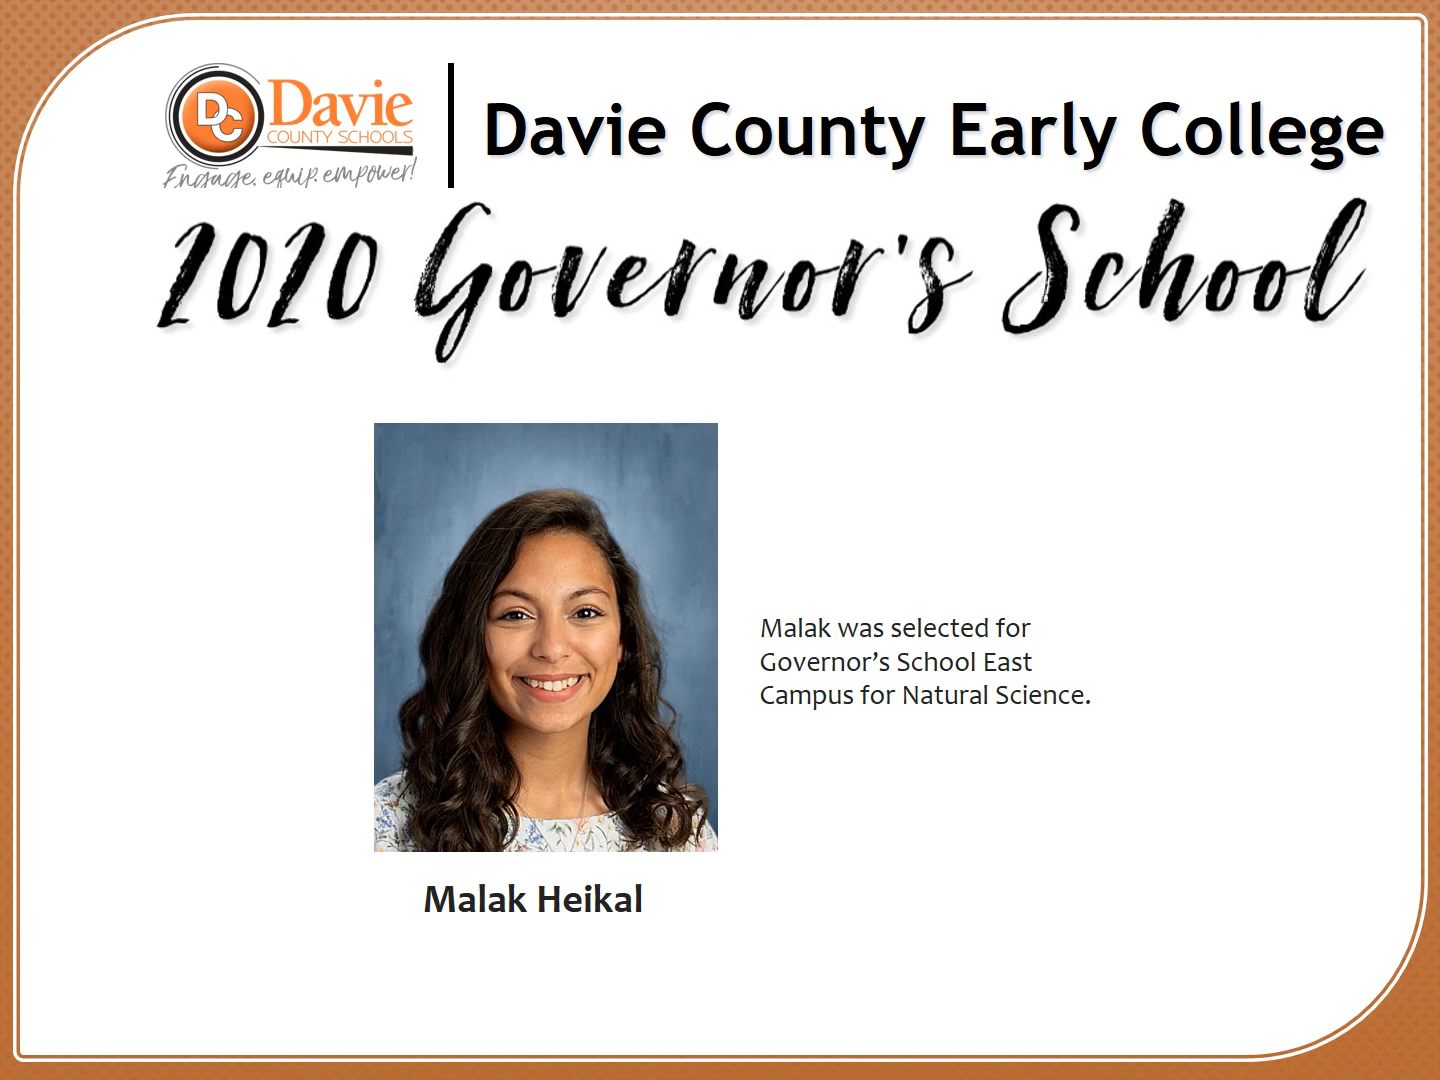 DC
Davie
COUNTY SCHOOLS
Engage, equip, empower!
Davie County Early College
2020 Governor's School
Malak was selected for
Governor’s School East
Campus for Natural Science.
Malak Heikal